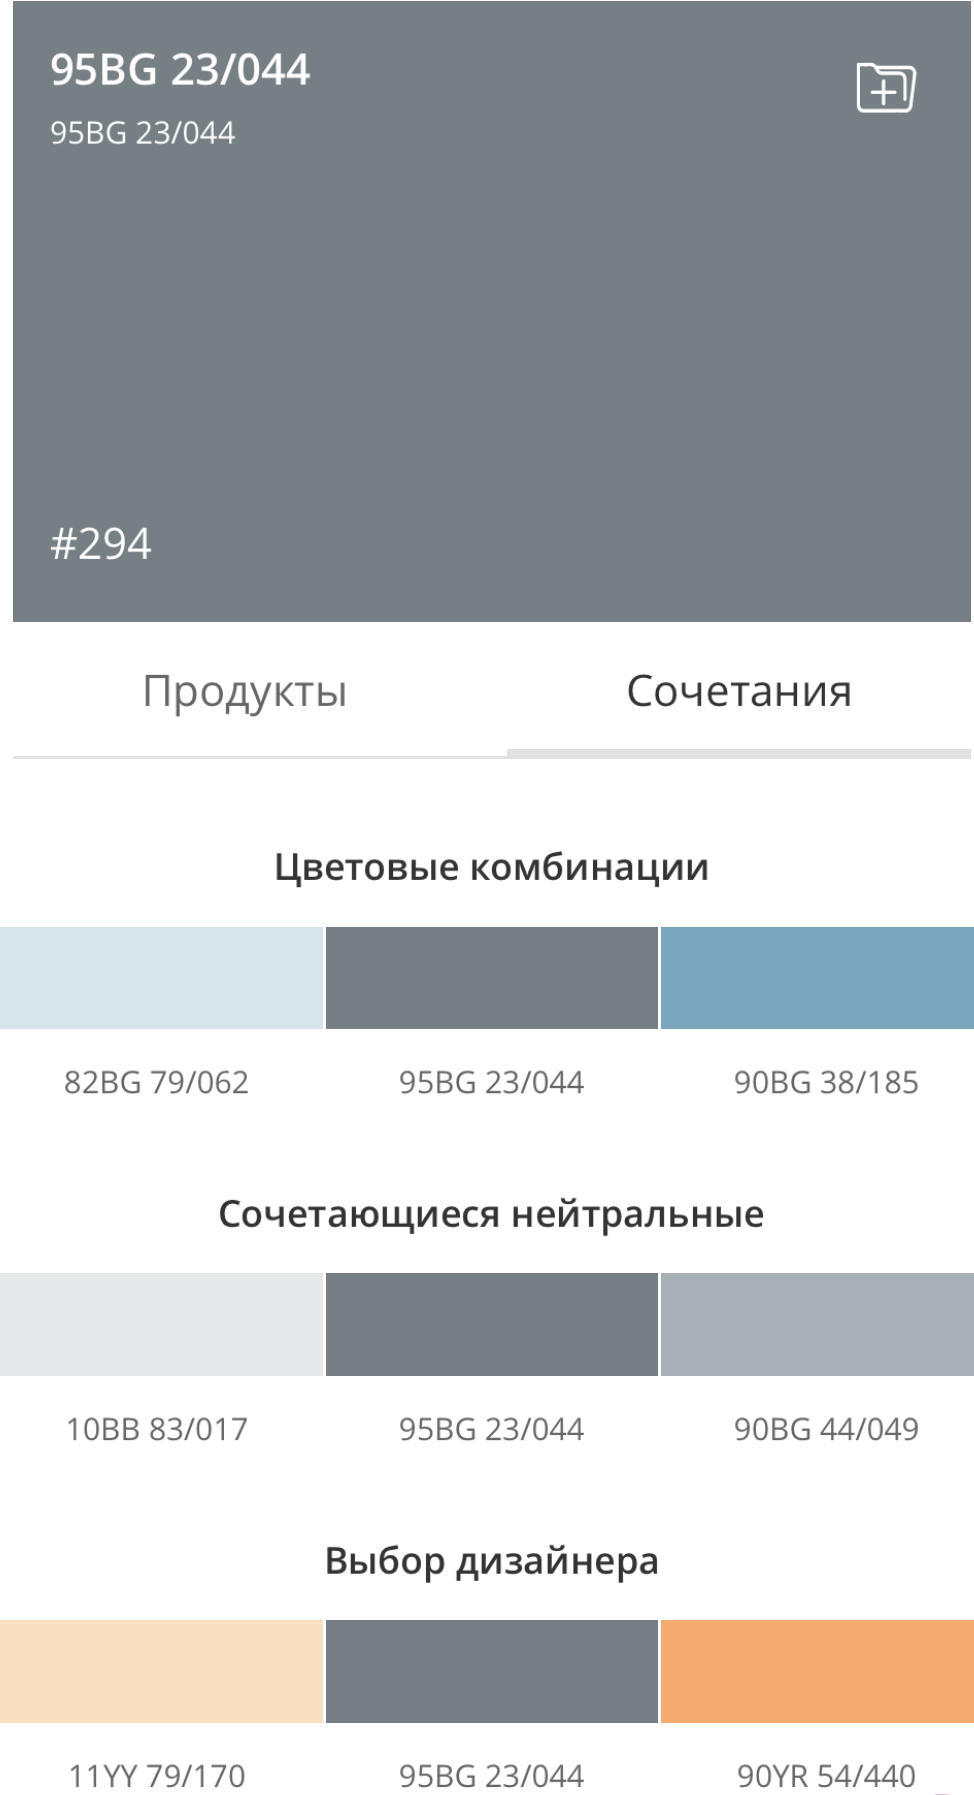 95BG 23/044
95BG 23/044
#294
Продукты Сочетания
Цветовые комбинации
82BG 79/062 95BG 23/044 90BG 38/185
Сочетающиеся нейтральные
10BB 83/017 95BG 23/044 90BG 44/049
Выбор дизайнера
11YY 79/170 95BG 23/044 90YR 54/440